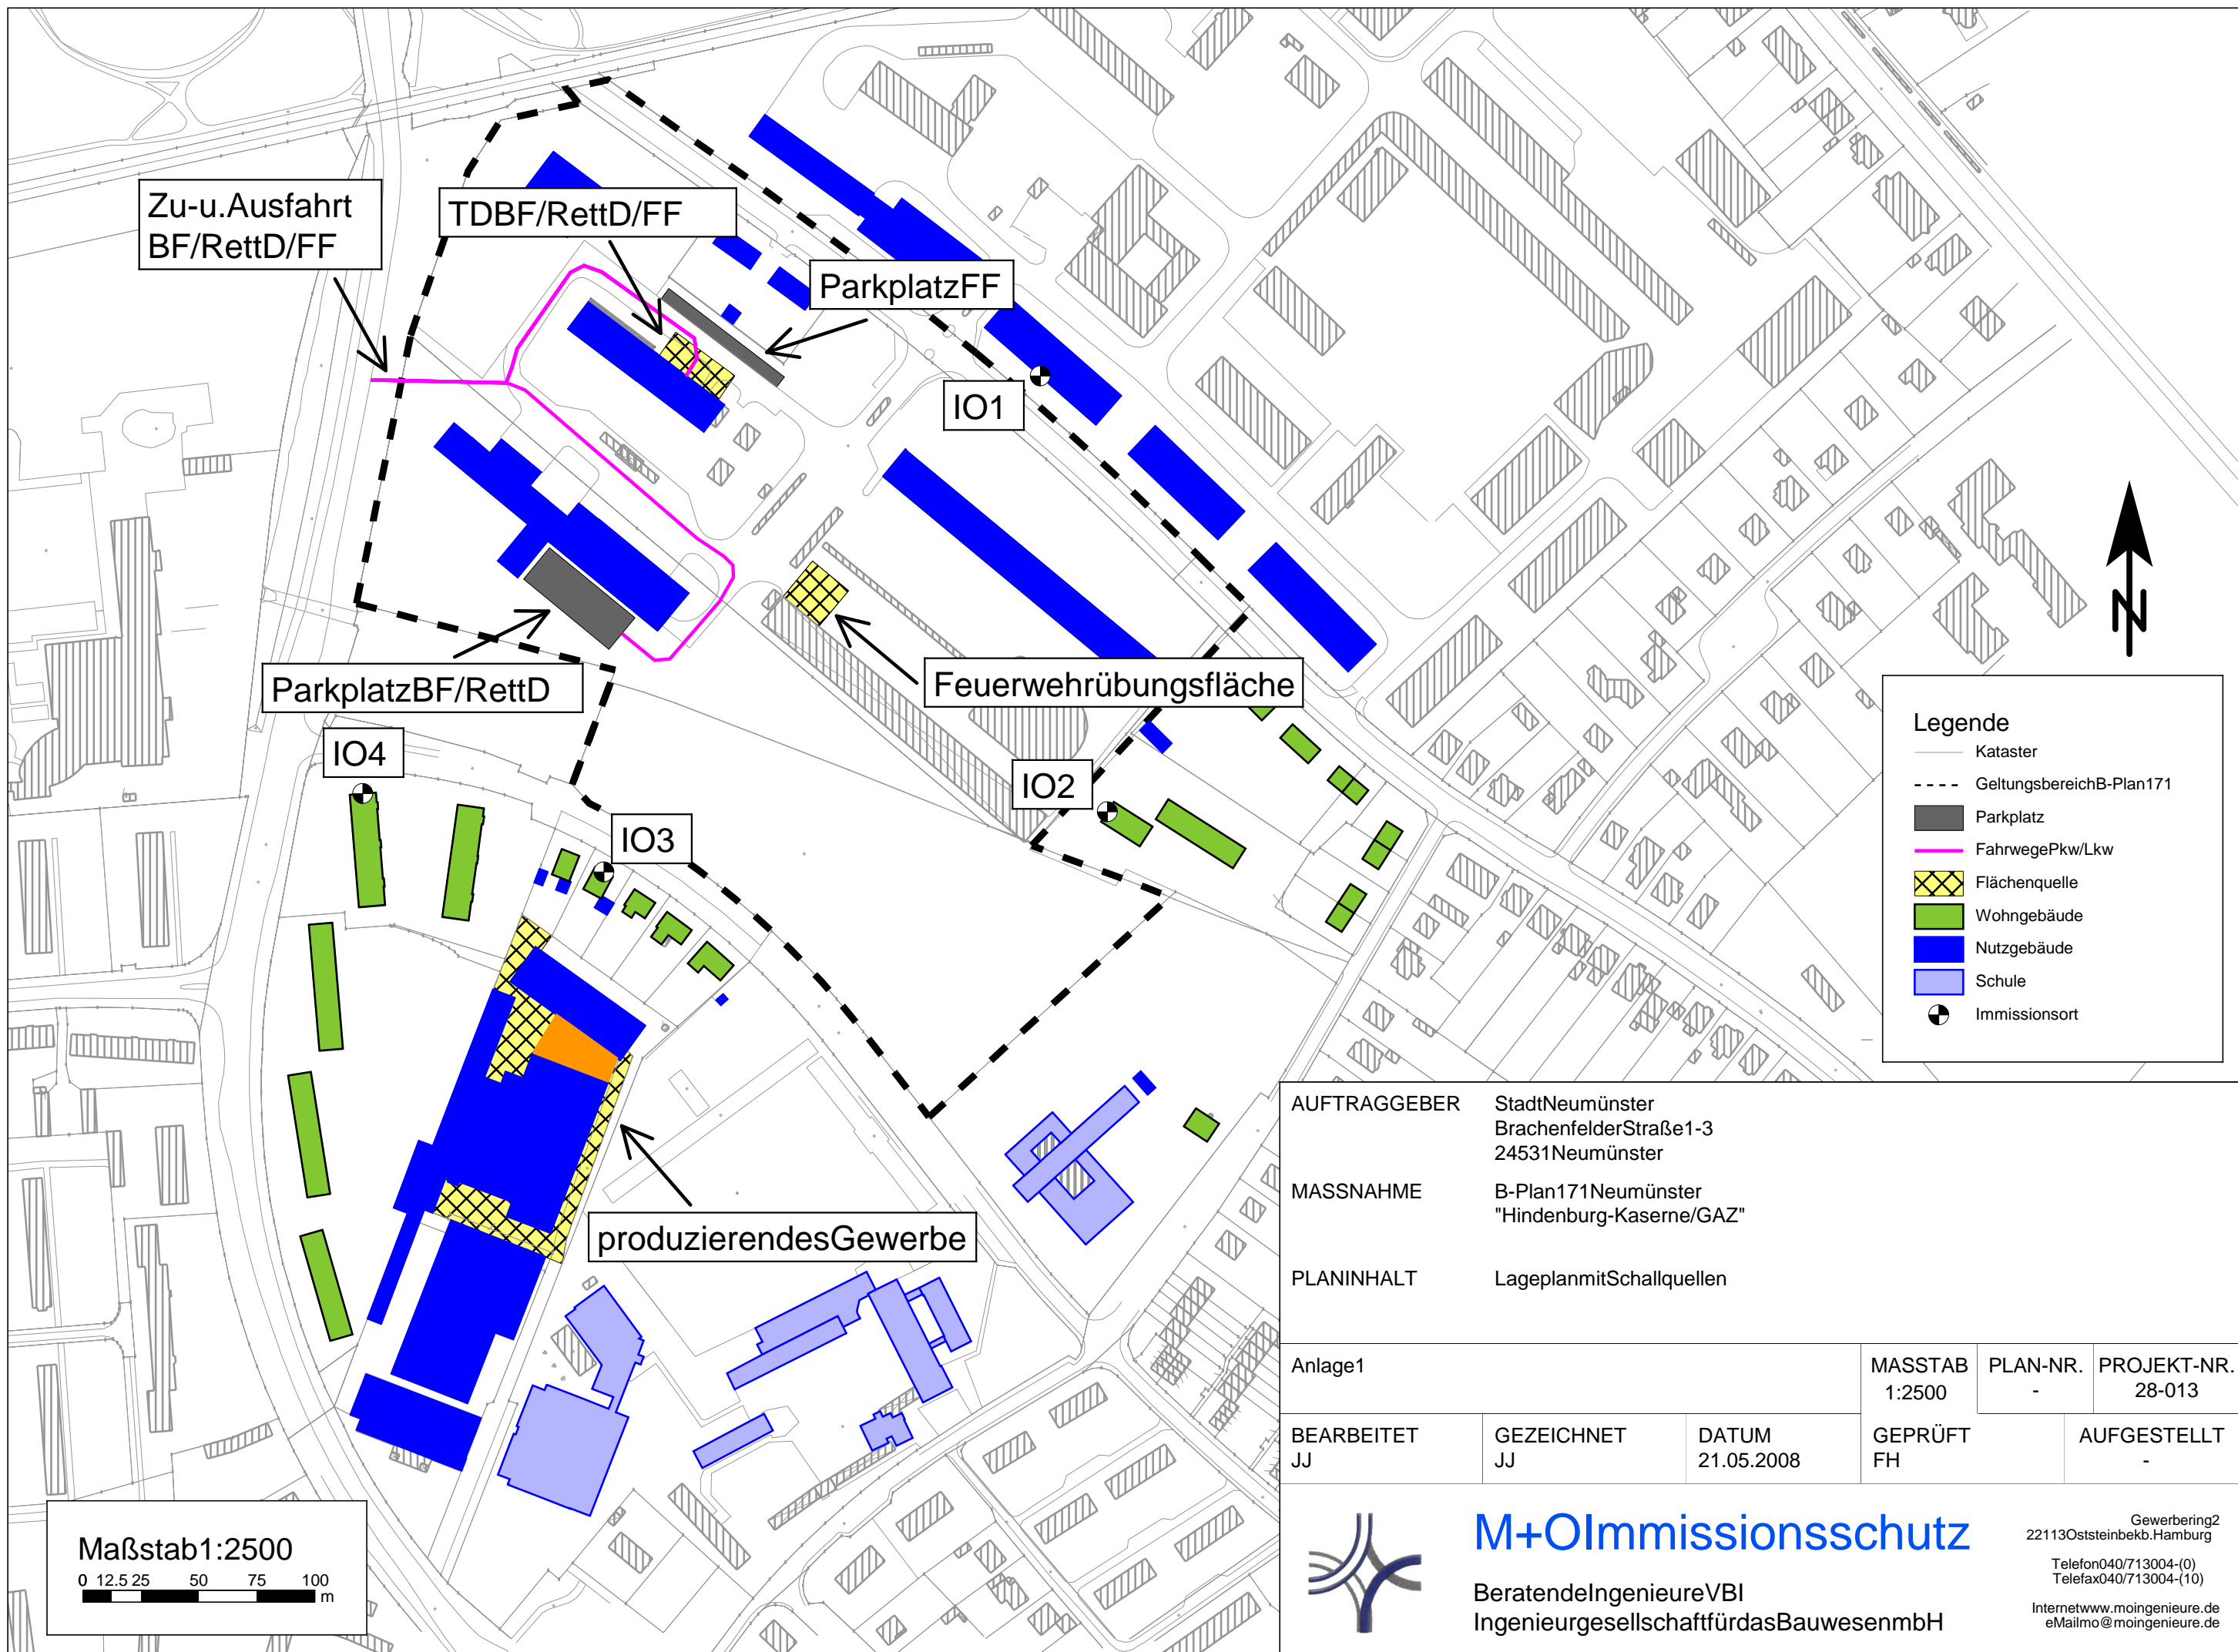 Zu-u.Ausfahrt
BF/RettD/FF
TDBF/RettD/FF
ParkplatzFF
IO1
ParkplatzBF/RettD
Feuerwehrübungsfläche
IO4
IO2
IO3
produzierendesGewerbe
N
Legende
Kataster
GeltungsbereichB-Plan171
Parkplatz
FahrwegePkw/Lkw
Flächenquelle
Wohngebäude
Nutzgebäude
Schule
Immissionsort
AUFTRAGGEBER StadtNeumünster
BrachenfelderStraße1-3
24531Neumünster
MASSNAHME B-Plan171Neumünster
"Hindenburg-Kaserne/GAZ"
PLANINHALT LageplanmitSchallquellen
Anlage1
MASSTAB PLAN-NR. PROJEKT-NR.
1:2500 - 28-013
BEARBEITET GEZEICHNET DATUM GEPRÜFT AUFGESTELLT
JJ JJ 21.05.2008 FH -
Maßstab1:2500
0 12.5 25 50 75 100
m
M+OImmissionsschutz
BeratendeIngenieureVBI
IngenieurgesellschaftfürdasBauwesenmbH
Gewerbering2
22113Oststeinbekb.Hamburg
Telefon040/713004-(0)
Telefax040/713004-(10)
Internetwww.moingenieure.de
eMailmo@moingenieure.de